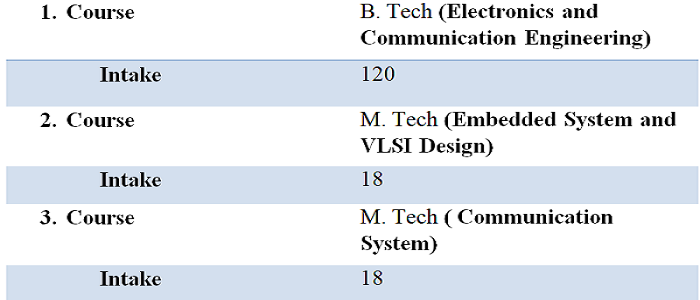 1. Course B. Tech (Electronics and
Communication Engineering)
Intake 120
2. Course M. Tech (Embedded System and
VLSI Design)
Intake 18
3. Course M. Tech ( Communication
System)
Intake 18